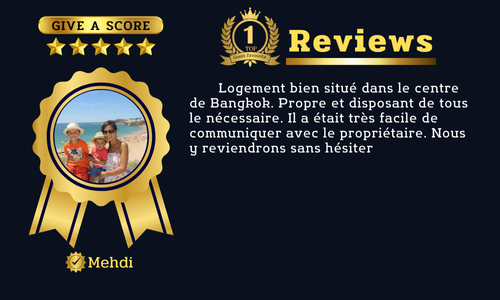 GIVE A SCORE
1
TOP
Reviews
Logement bien situé dans le centre
de Bangkok. Propre et disposant de tous
le nécessaire. Il a était très facile de
communiquer avec le propriétaire. Nous
y reviendrons sans hésiter
Mehdi